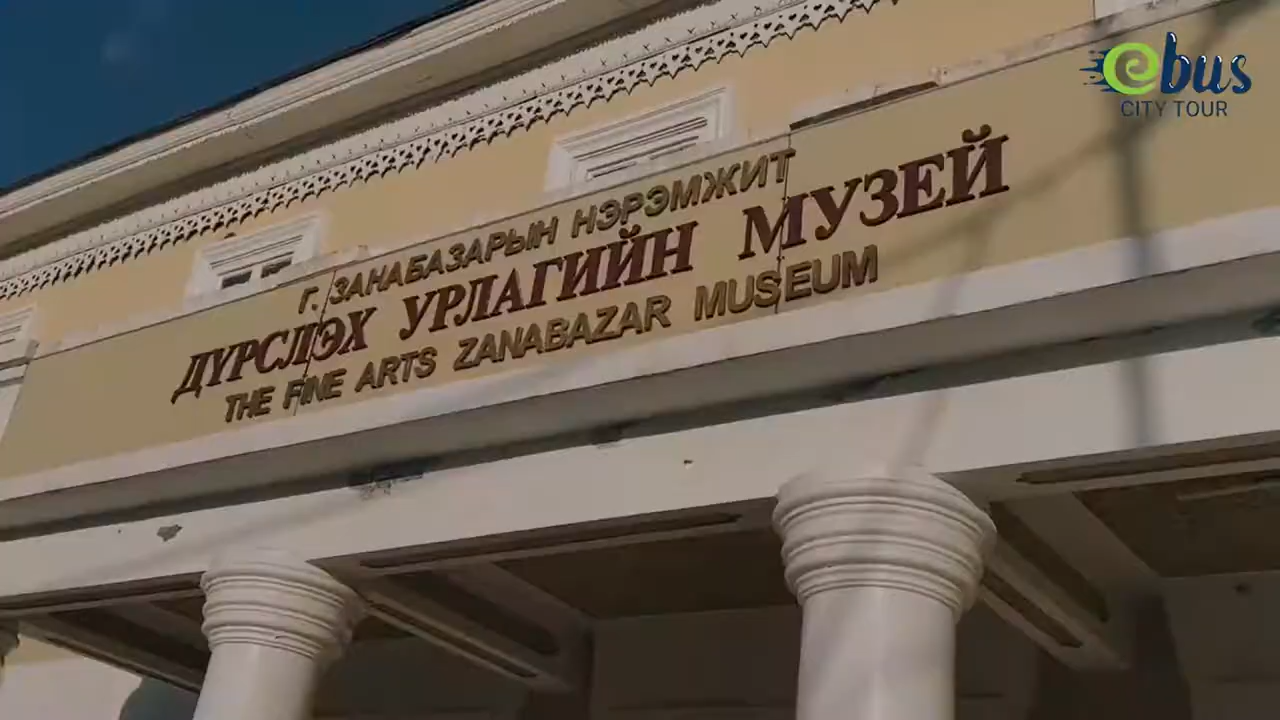 ebus
CITY TOUR
Г. ЗАНАБАЗАРЫН НЭРЭМЖИТ
ДҮРСЛЭХ УРЛАГИЙН МУЗЕЙ
THE FINE ARTS ZANABAZAR MUSEUM